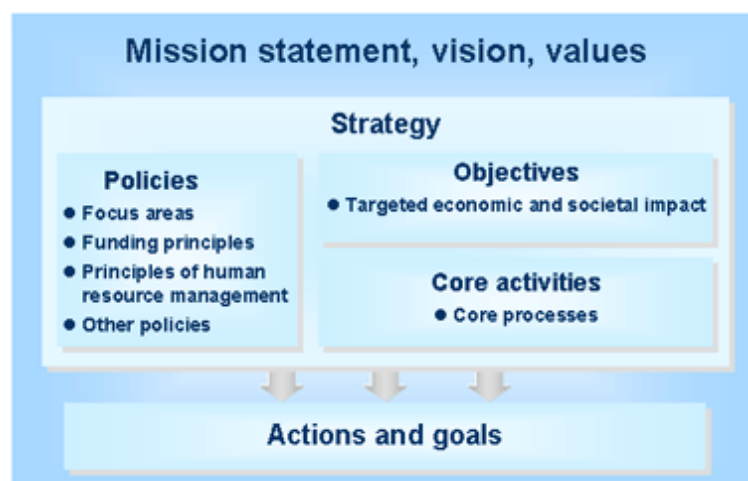 Mission statement, vision, values
Strategy
Policies
● Focus areas
● Funding principles
● Principles of human
resource management
● Other policies
Objectives
● Targeted economic and societal impact
Core activities
● Core processes
Actions and goals